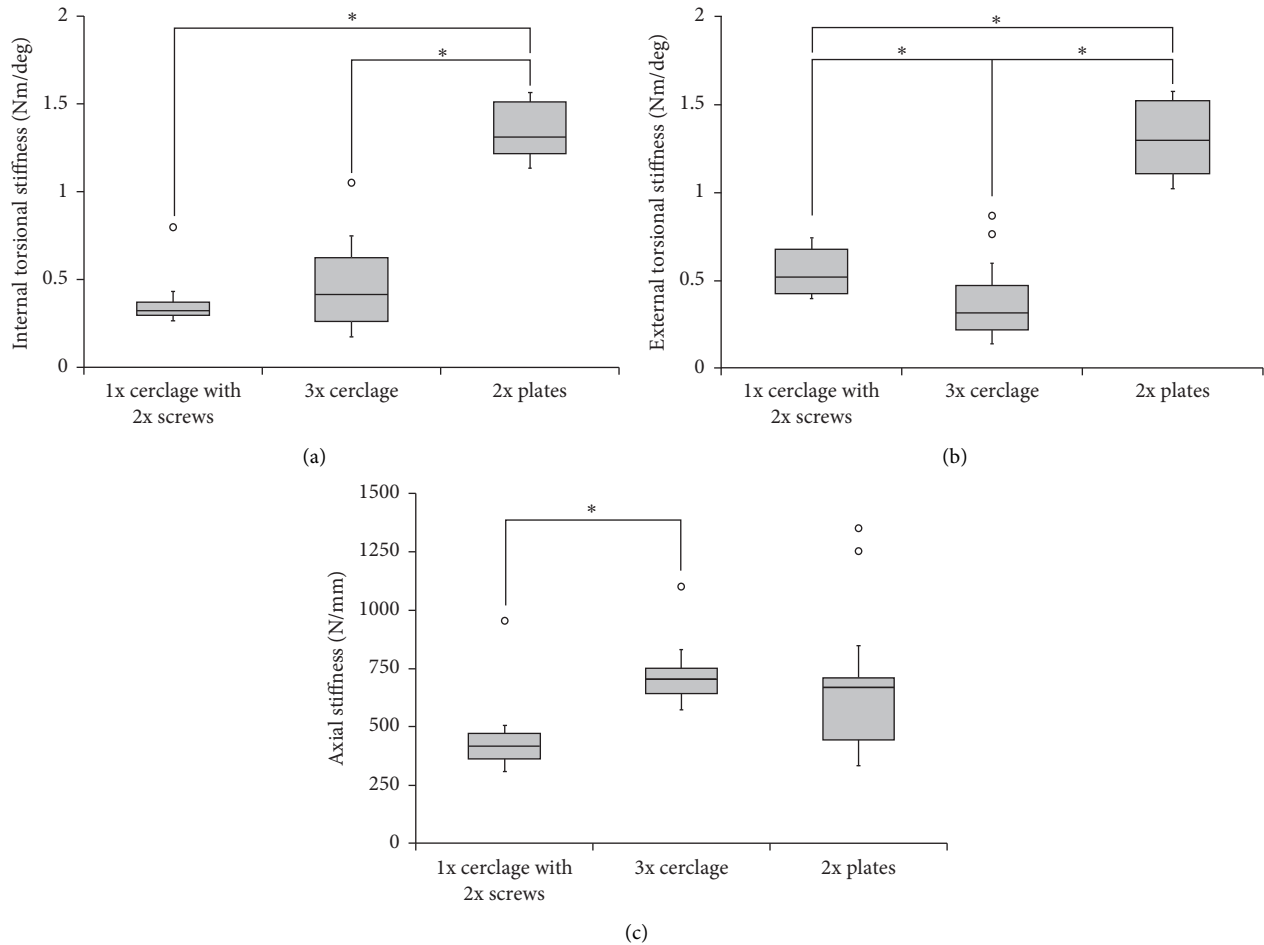 Internal torsional stiffness (Nm/deg)
2
1.5
1
0.5
0
*
*
1x cerclage with
2x screws
3x cerclage
2x plates
(a)
External torsional stiffness (Nm/deg)
2
1.5
1
0.5
0
*
*
*
1x cerclage with
2x screws
3x cerclage
2x plates
(b)
Axial stiffness (N/mm)
1500
1250
1000
750
500
250
0
*
1x cerclage with
2x screws
3x cerclage
2x plates
(c)